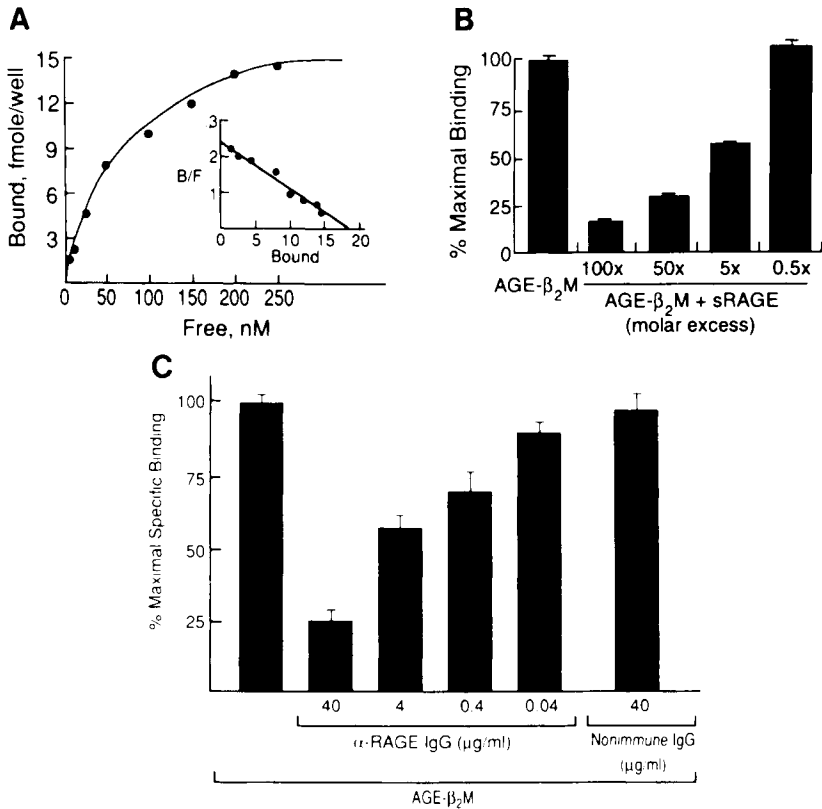 A
15
12
9
6
3
Bound, fmole/well
0 50 100 150 200 250
Free, nM
3
2
1
B/F
0 5 10 15 20
Bound
B
100
75
50
25
% Maximal Binding
AGE-β₂M
100x 50x 5x 0.5x
AGE-β₂M + sRAGE
(molar excess)
C
100
75
50
25
% Maximal Specific Binding
40 4 0.4 0.04 40
α-RAGE IgG (µg/ml)
Nonimmune IgG
(µg/ml)
AGE-β₂M